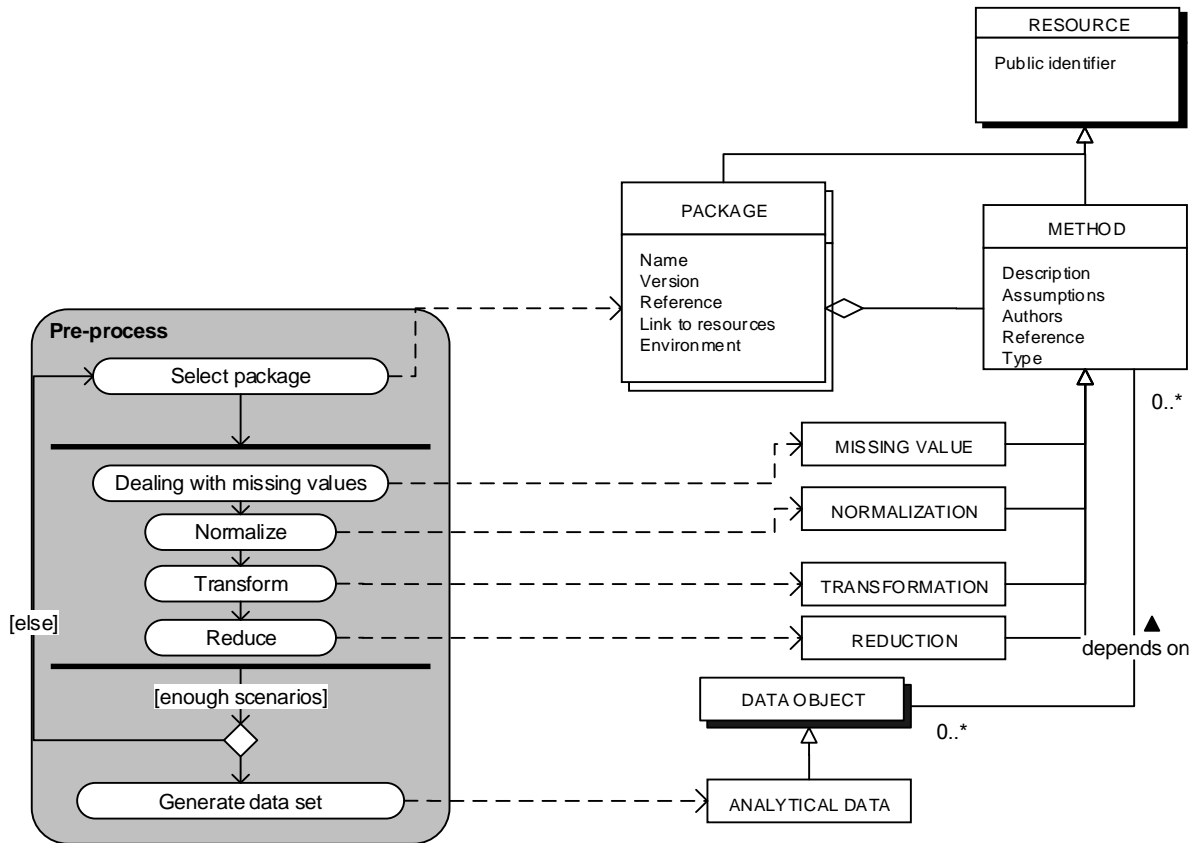 RESOURCE
Public identifier
PACKAGE
Name
Version
Reference
Link to resources
Environment
METHOD
Description
Assumptions
Authors
Reference
Type
0..*
Pre-process
Select package
Dealing with missing values
Normalize
Transform
Reduce
[else]
[enough scenarios]
Generate data set
MISSING VALUE
NORMALIZATION
TRANSFORMATION
REDUCTION
depends on
DATA OBJECT
0..*
ANALYTICAL DATA